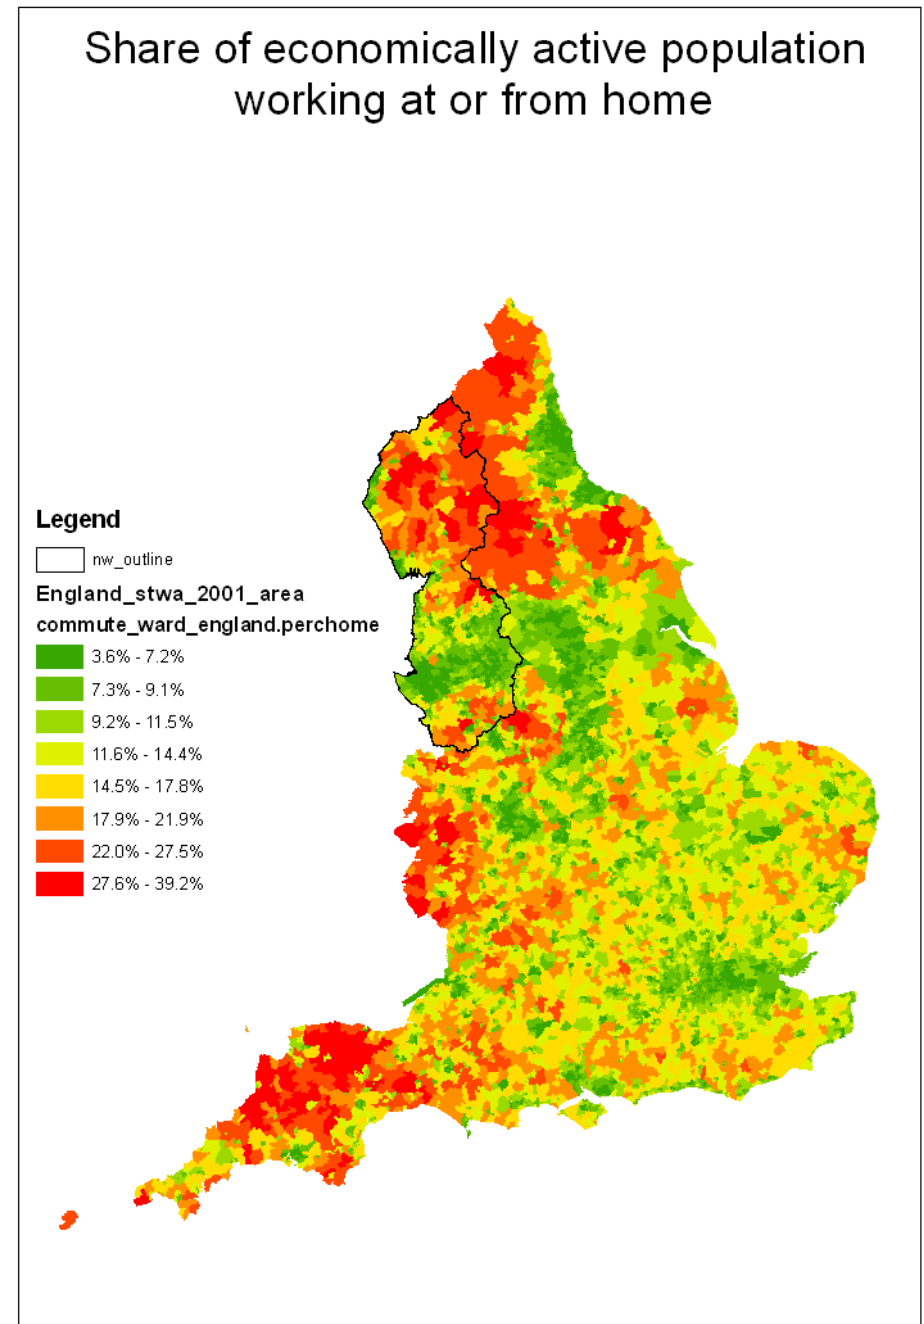 Share of economically active population
working at or from home
Legend
nw_outline
England_stwa_2001_area
commute_ward_england.perchome
3.6% - 7.2%
7.3% - 9.1%
9.2% - 11.5%
11.6% - 14.4%
14.5% - 17.8%
17.9% - 21.9%
22.0% - 27.5%
27.6% - 39.2%